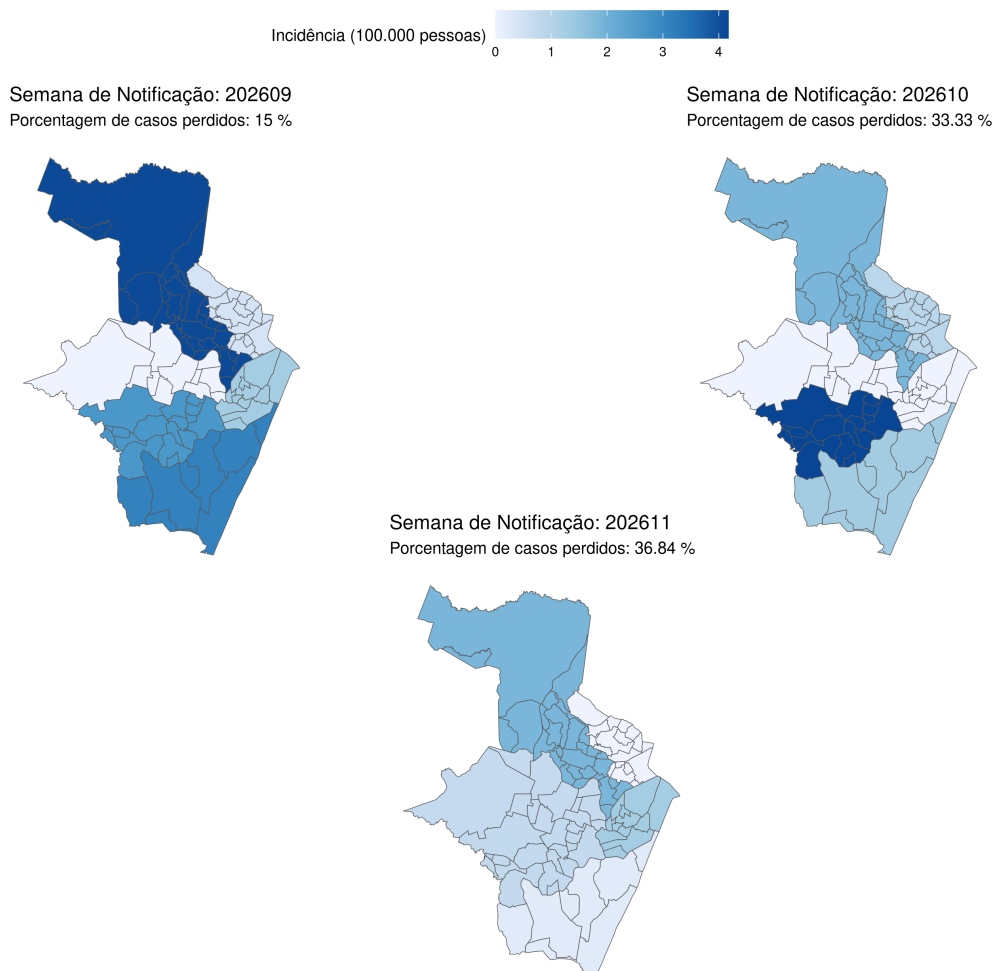 Incidência (100.000 pessoas)
0 1 2 3 4
Semana de Notificação: 202609
Porcentagem de casos perdidos: 15 %
Semana de Notificação: 202610
Porcentagem de casos perdidos: 33.33 %
Semana de Notificação: 202611
Porcentagem de casos perdidos: 36.84 %